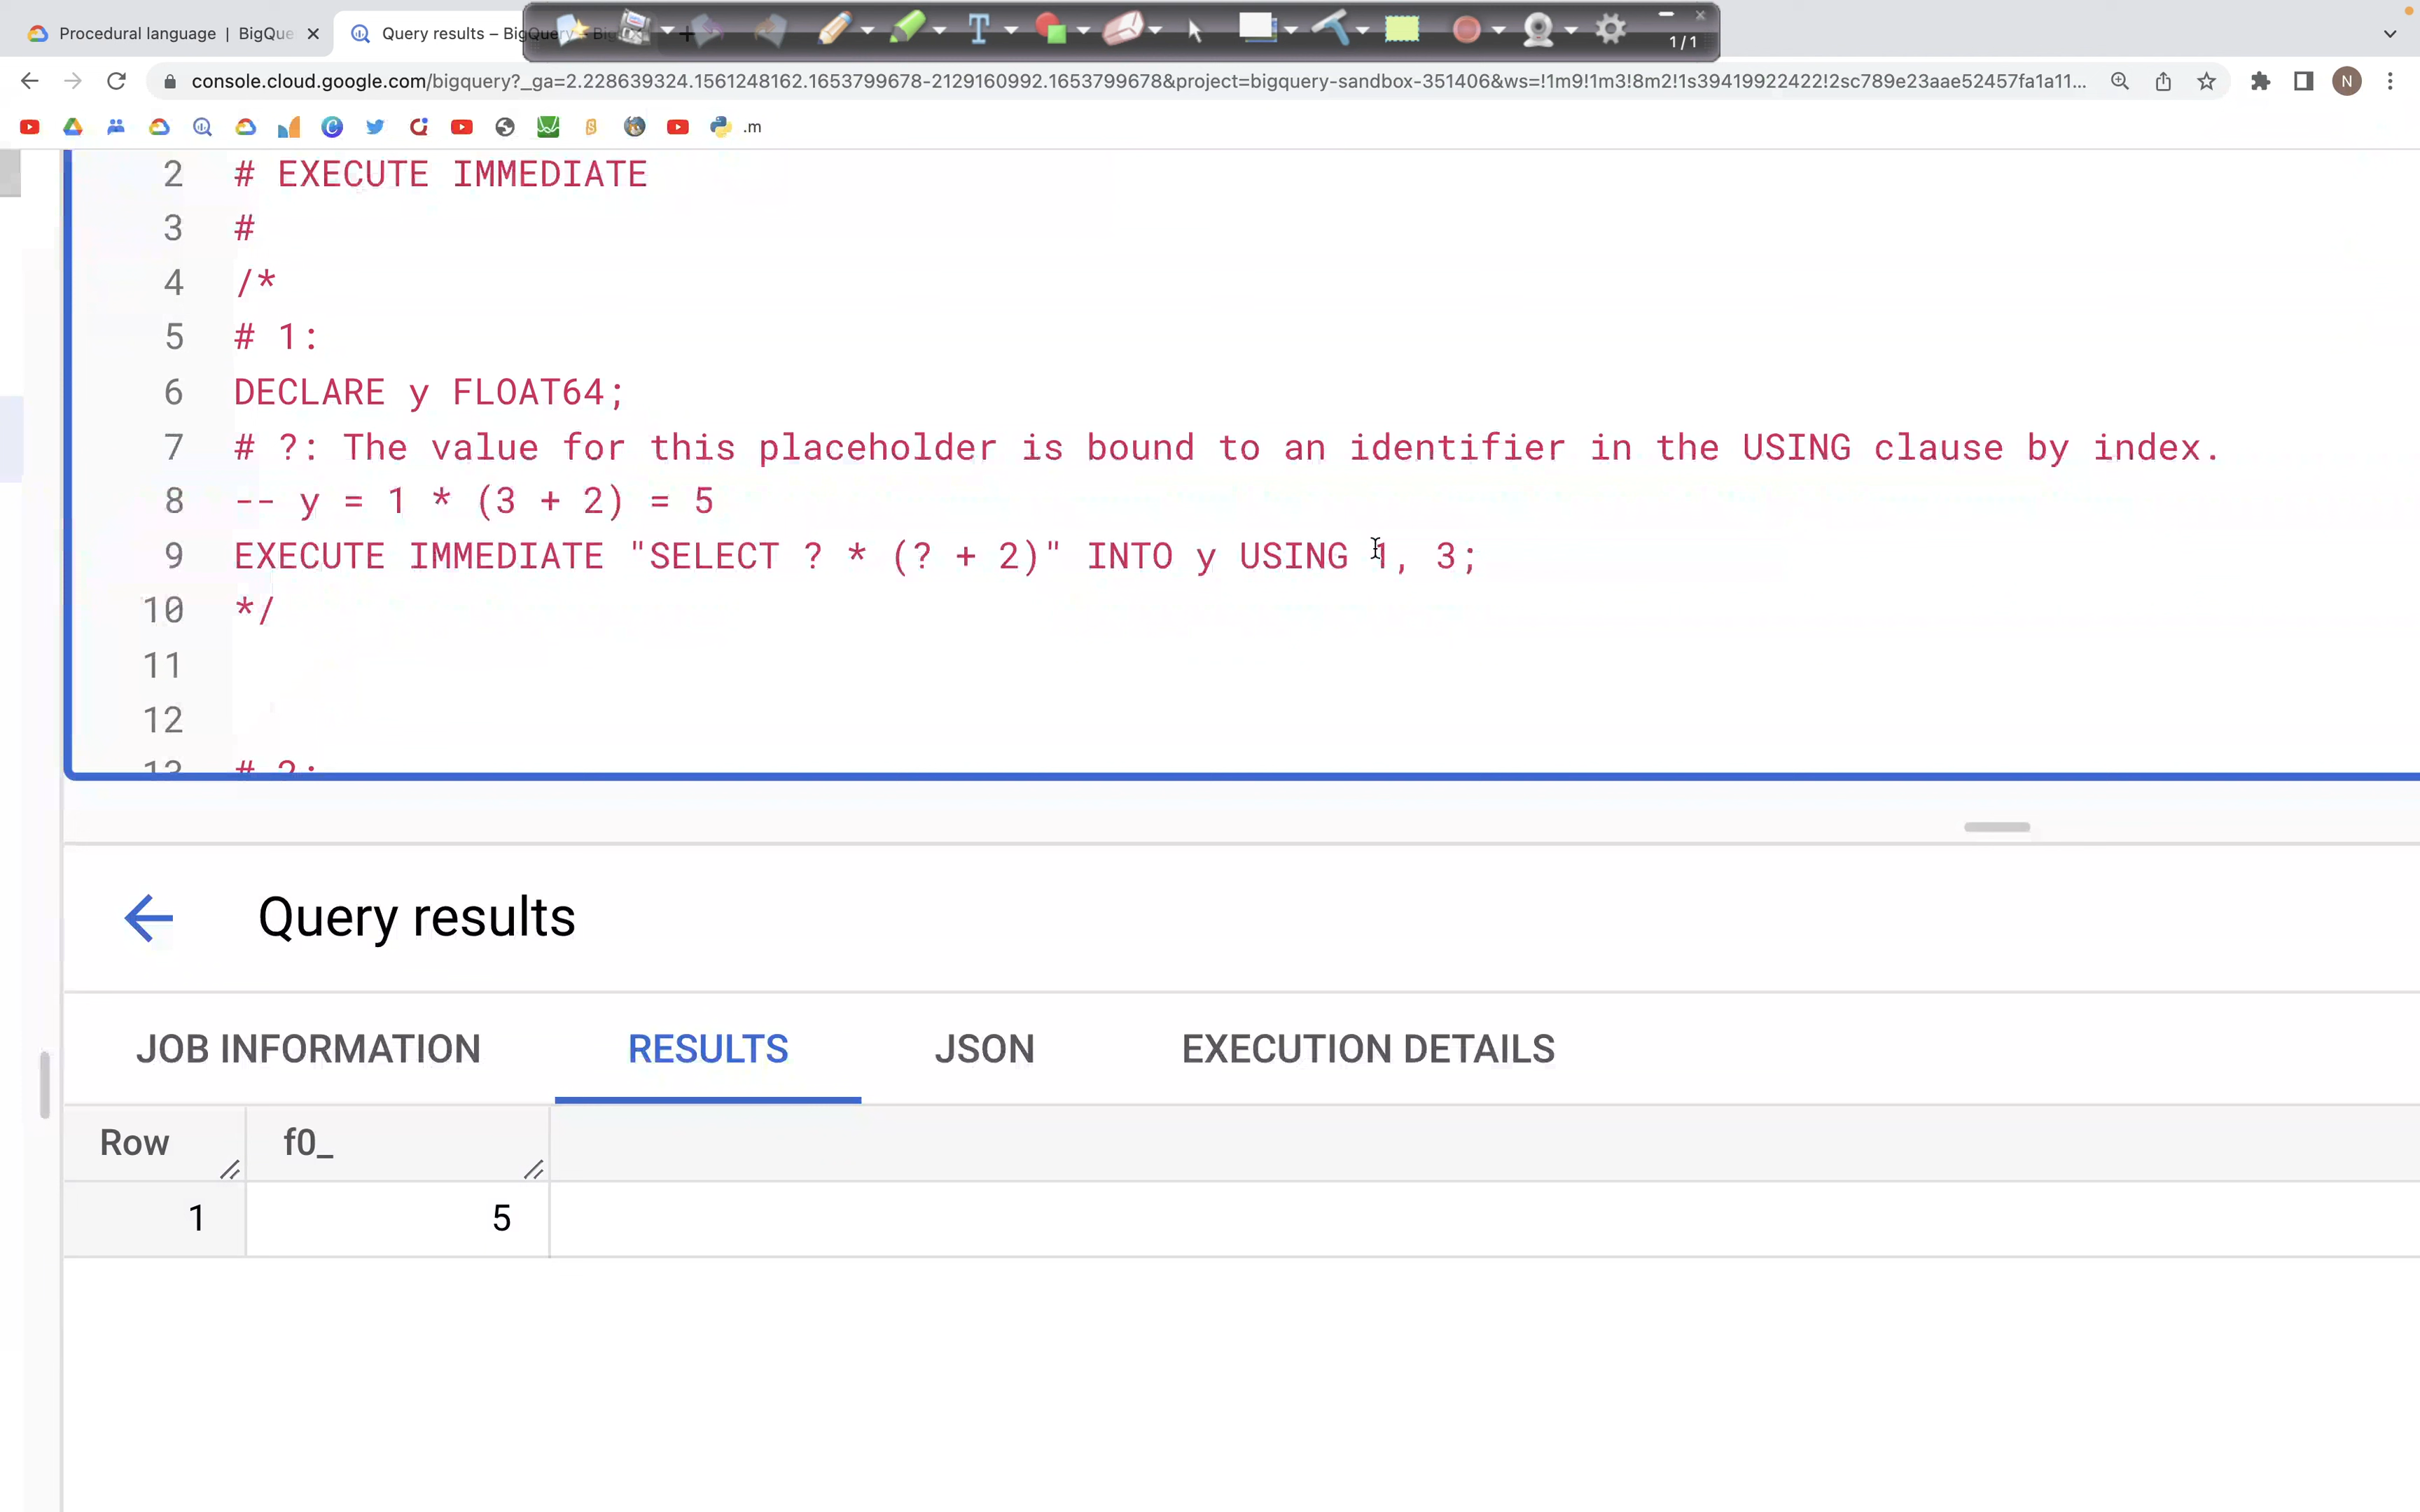 Procedural language | BigQue
Query results – BigQuery
1/1
console.cloud.google.com/bigquery?_ga=2.228639324.1561248162.1653799678-2129160992.1653799678&project=bigquery-sandbox-351406&ws=!1m9!1m3!8m2!1s39419922422!2sc789e23aae52457fa1a11...
N
.m
2 # EXECUTE IMMEDIATE
3 #
4 /*
5 # 1:
6 DECLARE y FLOAT64;
7 # ?: The value for this placeholder is bound to an identifier in the USING clause by index.
8 -- y = 1 * (3 + 2) = 5
9 EXECUTE IMMEDIATE "SELECT ? * (? + 2)" INTO y USING 1, 3;
10 */
11
12
13 # 2:
Query results
JOB INFORMATION RESULTS JSON EXECUTION DETAILS
Row f0_
1 5